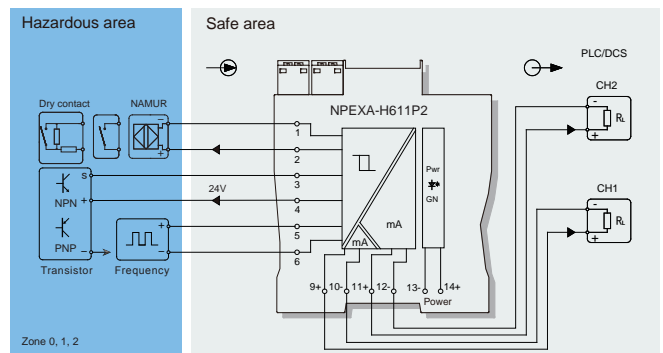 Hazardous area
Safe area
PLC/DCS
CH2
Dry contact
NAMUR
NPEXA-H611P2
-
+
RL
-
+
1
2
3
4
5
6
S
NPN
+
24V
PNP
-
+
-
Transistor
Frequency
Pwr
GN
mA
mA
CH1
-
+
RL
9+
10-
11+
12-
13-
14+
Power
Zone 0, 1, 2